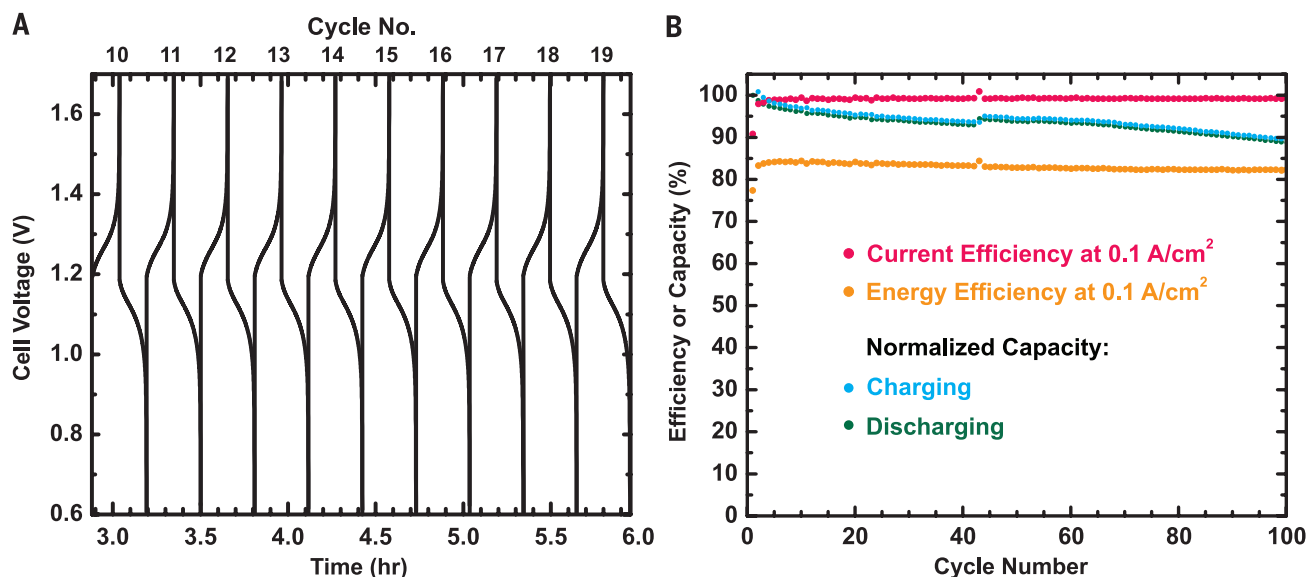 A
Cycle No.
10 11 12 13 14 15 16 17 18 19
Cell Voltage (V)
1.6
1.4
1.2
1.0
0.8
0.6
3.0 3.5 4.0 4.5 5.0 5.5 6.0
Time (hr)
B
Efficiency or Capacity (%)
100
90
80
70
60
50
40
30
20
10
0
Current Efficiency at 0.1 A/cm²
Energy Efficiency at 0.1 A/cm²
Normalized Capacity:
Charging
Discharging
0 20 40 60 80 100
Cycle Number